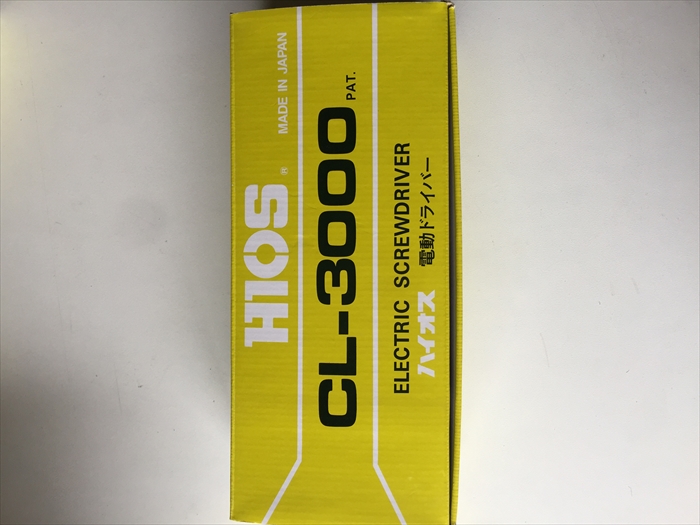 HIOS® MADE IN JAPAN
CL-3000 PAT.
ELECTRIC SCREWDRIVER
ハイオス 電動ドライバー